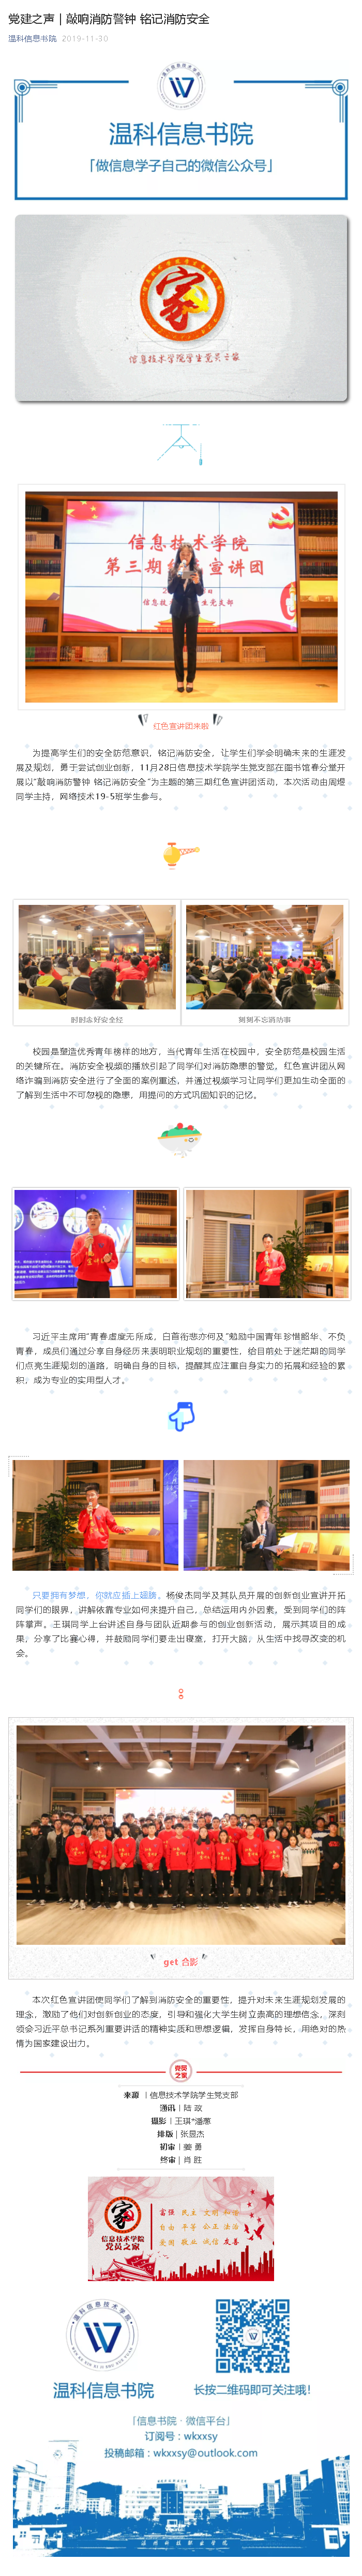 党建之声 | 敲响消防警钟 铭记消防安全
温科信息书院 2019-11-30
温科信息书院
「做信息学子自己的微信公众号」
家
信息技术学院学生党员之家
信息技术学院
第三期红色宣讲团
红色宣讲团来啦
为提高学生们的安全防范意识，铭记消防安全，让学生们学会明确未来的生涯发
展及规划，勇于尝试创业创新，11月28日信息技术学院学生党支部在图书馆春分堂开
展以“敲响消防警钟 铭记消防安全”为主题的第三期红色宣讲团活动，本次活动由周煜
同学主持，网络技术19-5班学生参与。
时时念好安全经
刻刻不忘消防事
校园是塑造优秀青年榜样的地方，当代青年生活在校园中，安全防范是校园生活
的关键所在。消防安全视频的播放引起了同学们对消防隐患的警觉。红色宣讲团从网
络诈骗到消防安全进行了全面的案例重述，并通过视频学习让同学们更加生动全面的
了解到生活中不可忽视的隐患，用提问的方式巩固知识的记忆。
习近平主席用“青春虚度无所成，白首衔悲亦何及”勉励中国青年珍惜韶华、不负
青春，成员们通过分享自身经历来表明职业规划的重要性，给目前处于迷茫期的同学
们点亮生涯规划的道路，明确自身的目标，提醒其应注重自身实力的拓展和经验的累
积，成为专业的实用型人才。
只要拥有梦想，你就应插上翅膀。杨俊杰同学及其队员开展的创新创业宣讲开拓
同学们的眼界，讲解依靠专业如何来提升自己，总结运用内外因素，受到同学们的阵
阵掌声。王琪同学上台讲述自身与团队近期参与的创业创新活动，展示其项目的成
果，分享了比赛心得，并鼓励同学们要走出寝室，打开大脑，从生活中找寻改变的机
会。
get 合影
本次红色宣讲团使同学们了解到消防安全的重要性，提升对未来生涯规划发展的
理念，激励了他们对创新创业的态度，引导和强化大学生树立崇高的理想信念，深刻
领会习近平总书记系列重要讲话的精神实质和思想逻辑，发挥自身特长，用绝对的热
情为国家建设出力。
党员
之家
来源 | 信息技术学院学生党支部
通讯 | 陆 政
摄影 | 王琪*潘蕙
排版 | 张昱杰
初审 | 姜 勇
终审 | 肖 胜
家
信息技术学院
党员之家
富强 民主 文明 和谐
自由 平等 公正 法治
爱国 敬业 诚信 友善
温科信息书院
长按二维码即可关注哦！
「信息书院 · 微信平台」
订阅号：wkxxsy
投稿邮箱：wkxxsy@outlook.com